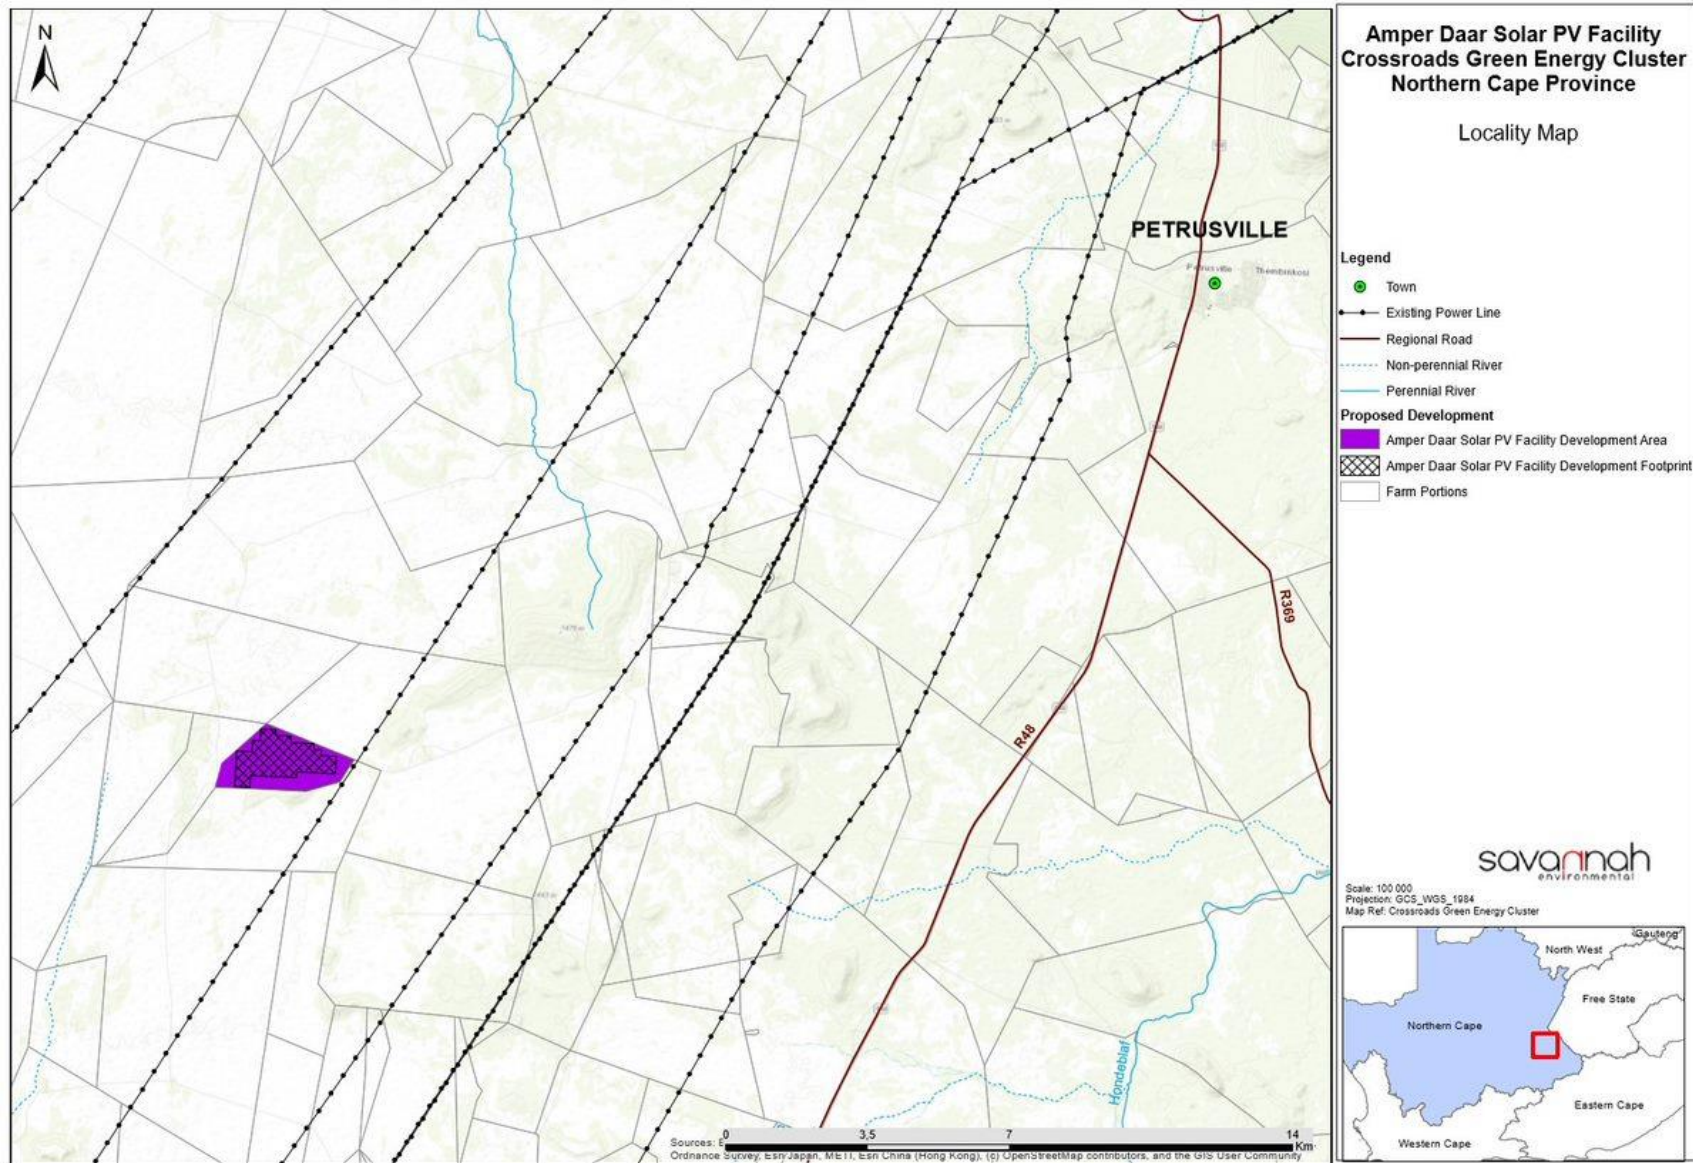 Amper Daar Solar PV Facility
Crossroads Green Energy Cluster
Northern Cape Province
Locality Map
N
PETRUSVILLE
Petrusville
Thembinkosi
R369
R48
Hondeblaf
Legend
Town
Existing Power Line
Regional Road
Non-perennial River
Perennial River
Proposed Development
Amper Daar Solar PV Facility Development Area
Amper Daar Solar PV Facility Development Footprint
Farm Portions
savannah
environmental
Scale: 100 000
Projection: GCS_WGS_1984
Map Ref: Crossroads Green Energy Cluster
Gauteng
North West
Free State
Northern Cape
Eastern Cape
Western Cape
0 3,5 7 14
Km
Sources: E
Ordnance Survey, Esri Japan, METI, Esri China (Hong Kong), (c) OpenStreetMap contributors, and the GIS User Community